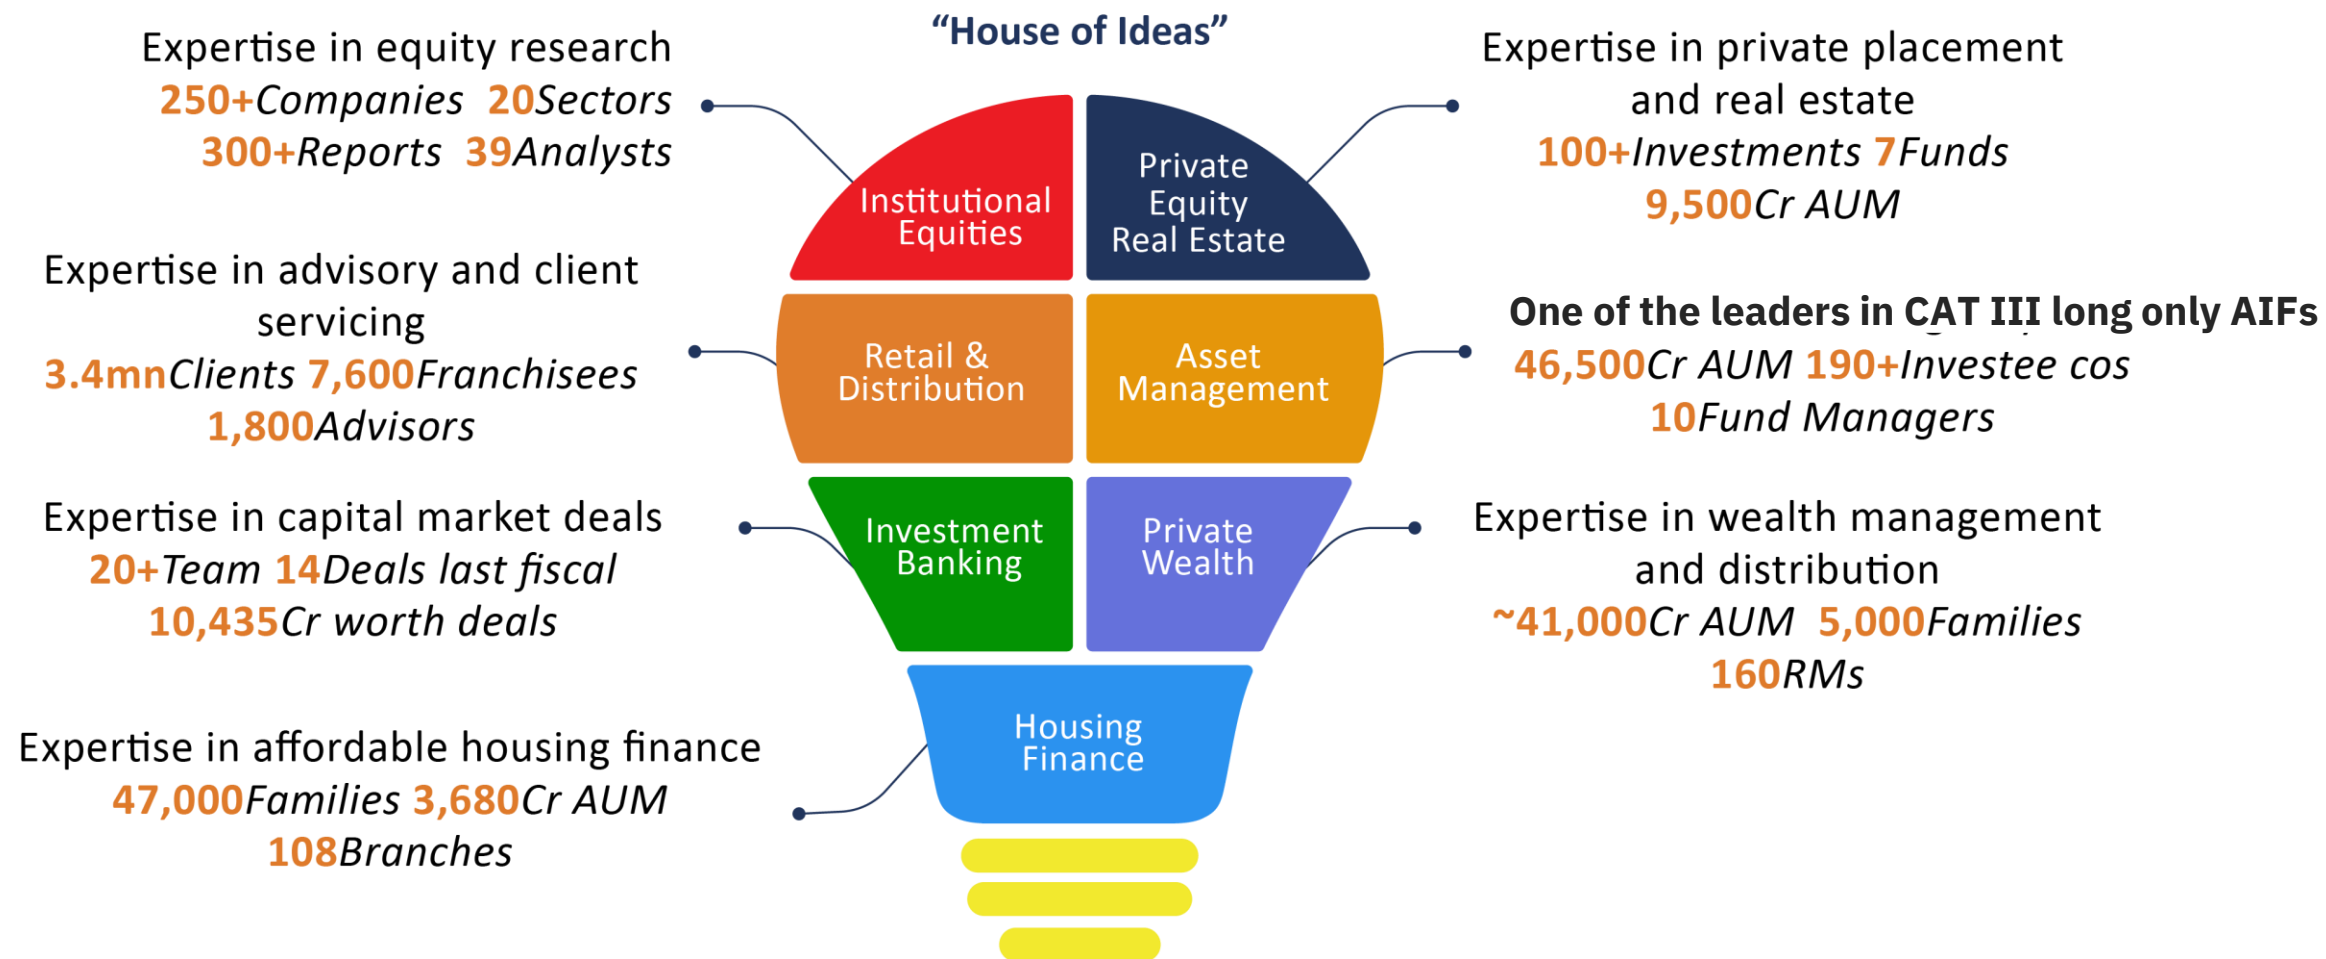 “House of Ideas”
Expertise in equity research
250+Companies 20Sectors
300+Reports 39Analysts
Expertise in advisory and client
servicing
3.4mnClients 7,600Franchisees
1,800Advisors
Expertise in capital market deals
20+Team 14Deals last fiscal
10,435Cr worth deals
Expertise in affordable housing finance
47,000Families 3,680Cr AUM
108Branches
Institutional
Equities
Private
Equity
Real Estate
Retail &
Distribution
Asset
Management
Investment
Banking
Private
Wealth
Housing
Finance
Expertise in private placement
and real estate
100+Investments 7Funds
9,500Cr AUM
One of the leaders in CAT III long only AIFs
46,500Cr AUM 190+Investee cos
10Fund Managers
Expertise in wealth management
and distribution
~41,000Cr AUM 5,000Families
160RMs